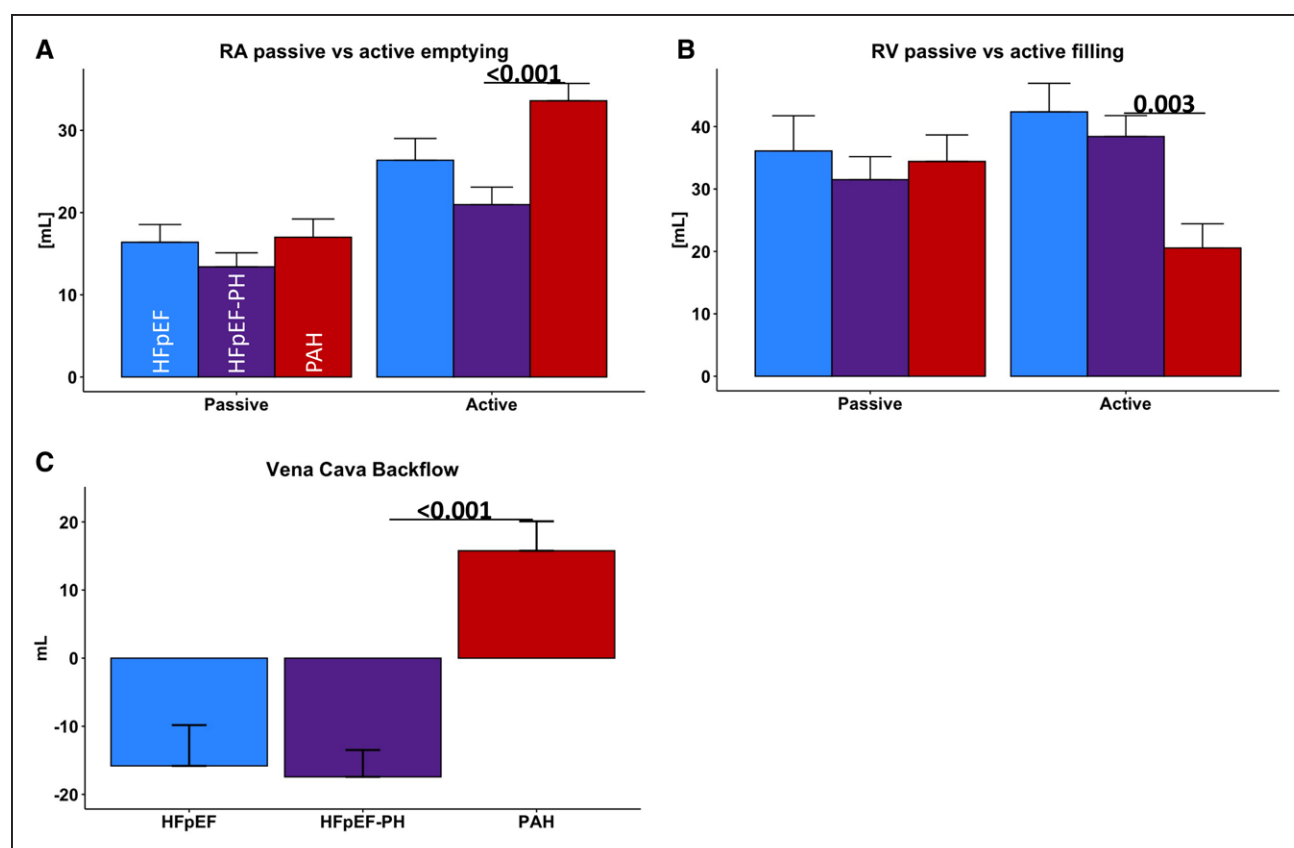 A
RA passive vs active emptying
<0.001
[mL]
30
20
10
0
HFpEF
HFpEF-PH
PAH
Passive
Active
B
RV passive vs active filling
0.003
[mL]
40
30
20
10
0
Passive
Active
C
Vena Cava Backflow
<0.001
mL
20
10
0
-10
-20
HFpEF
HFpEF-PH
PAH